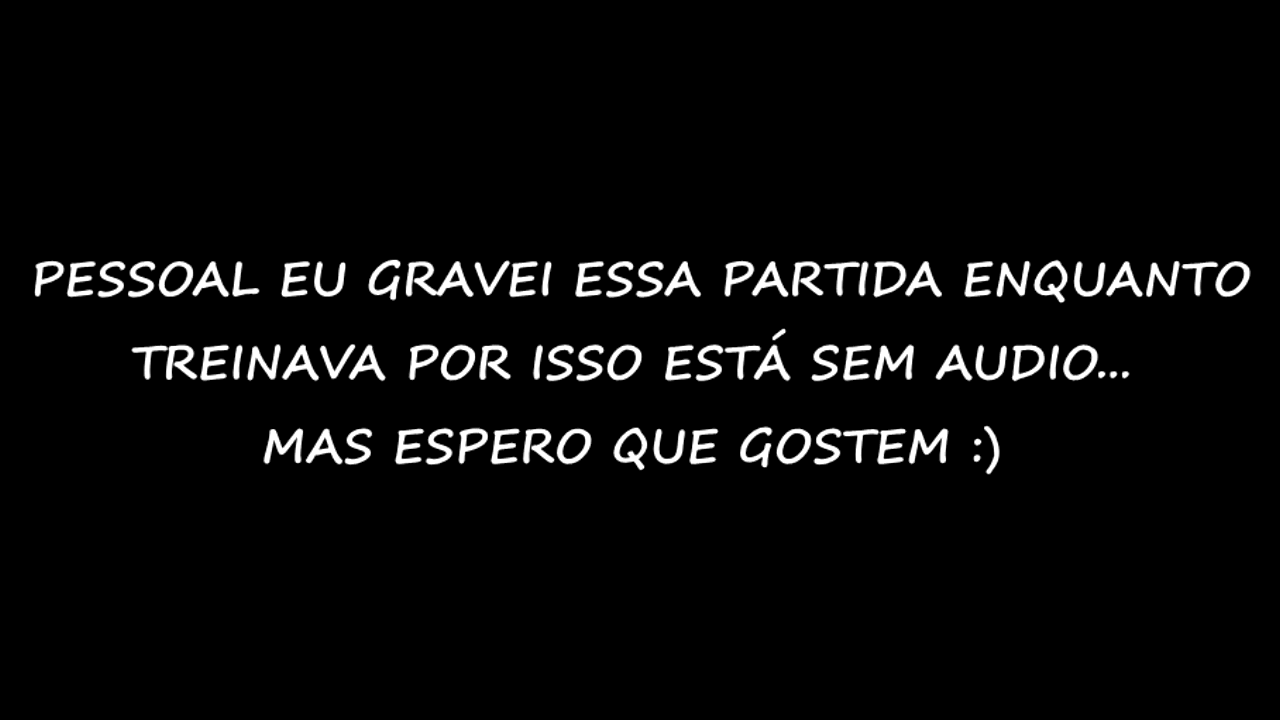 PESSOAL EU GRAVEI ESSA PARTIDA ENQUANTO
TREINAVA POR ISSO ESTÁ SEM AUDIO...
MAS ESPERO QUE GOSTEM :)